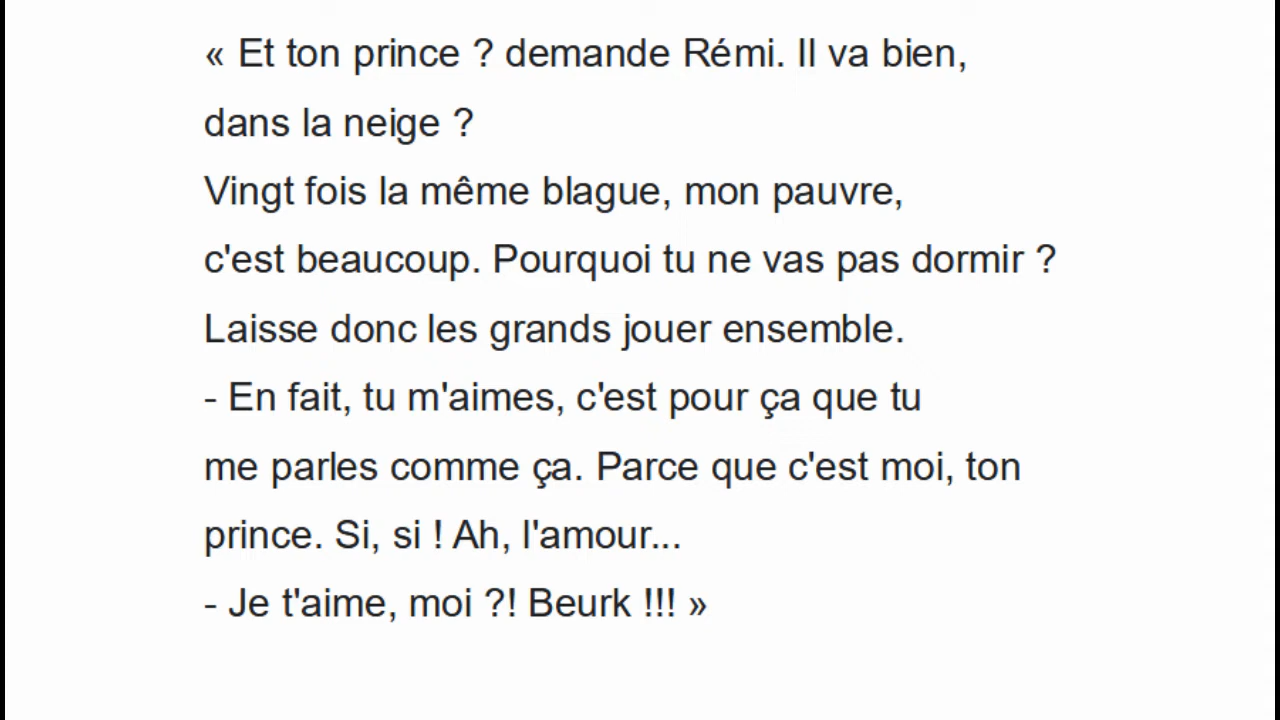 « Et ton prince ? demande Rémi. Il va bien,
dans la neige ?
Vingt fois la même blague, mon pauvre,
c'est beaucoup. Pourquoi tu ne vas pas dormir ?
Laisse donc les grands jouer ensemble.
- En fait, tu m'aimes, c'est pour ça que tu
me parles comme ça. Parce que c'est moi, ton
prince. Si, si ! Ah, l'amour...
- Je t'aime, moi ?! Beurk !!! »